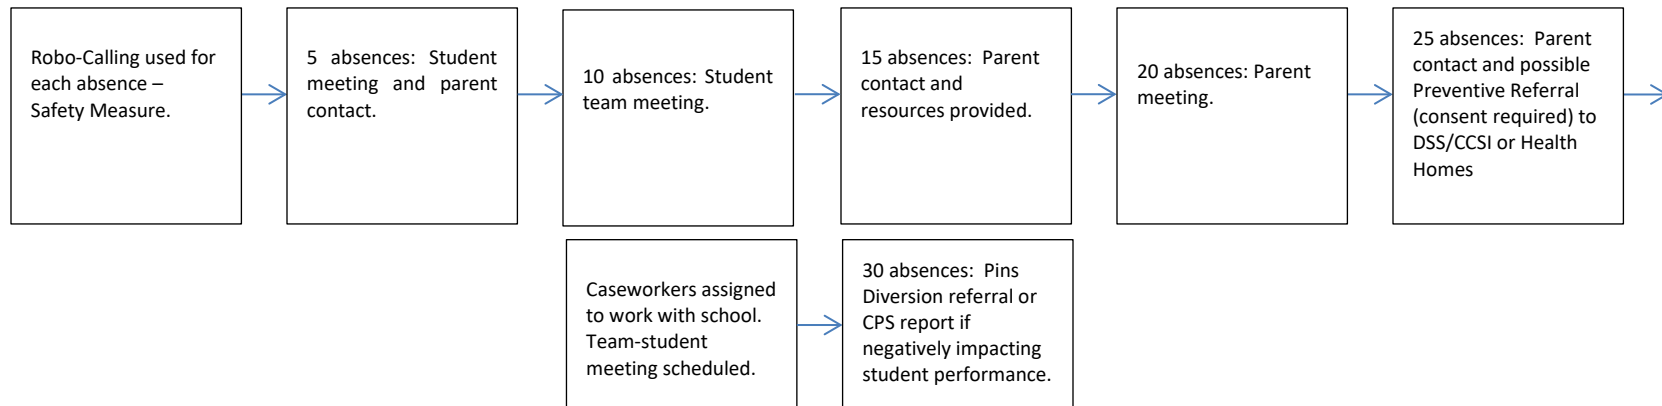 Robo-Calling used for
each absence –
Safety Measure.
5 absences: Student
meeting and parent
contact.
10 absences: Student
team meeting.
15 absences: Parent
contact and
resources provided.
20 absences: Parent
meeting.
25 absences: Parent
contact and possible
Preventive Referral
(consent required) to
DSS/CCSI or Health
Homes
Caseworkers assigned
to work with school.
Team-student
meeting scheduled.
30 absences: Pins
Diversion referral or
CPS report if
negatively impacting
student performance.